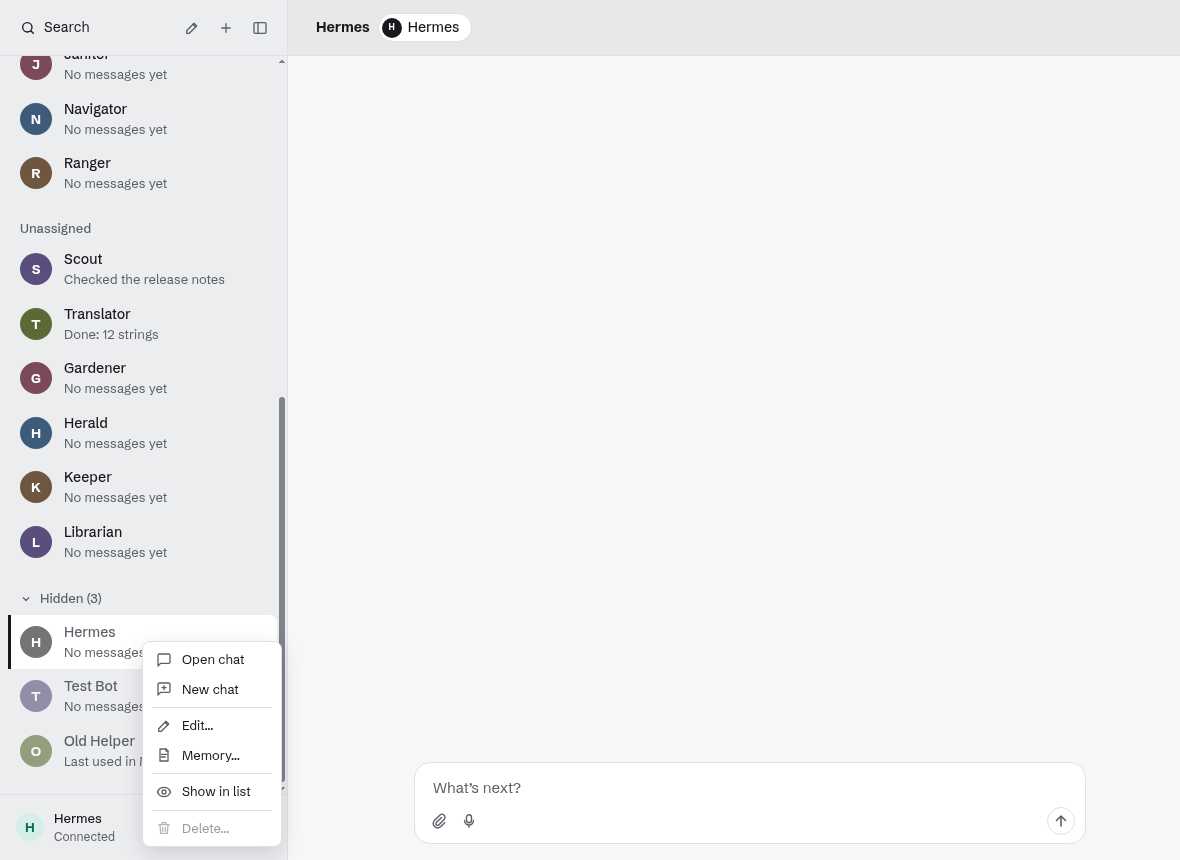 Search
Hermes
H
Hermes
Janitor
J
No messages yet
Navigator
N
No messages yet
Ranger
R
No messages yet
Unassigned
Scout
S
Checked the release notes
Translator
T
Done: 12 strings
Gardener
G
No messages yet
Herald
H
No messages yet
Keeper
K
No messages yet
Librarian
L
No messages yet
Hidden (3)
Hermes
H
No messages
Open chat
New chat
Test Bot
T
No messages
Edit...
Old Helper
O
Last used in
Memory...
Show in list
Delete...
Hermes
H
Connected
What's next?